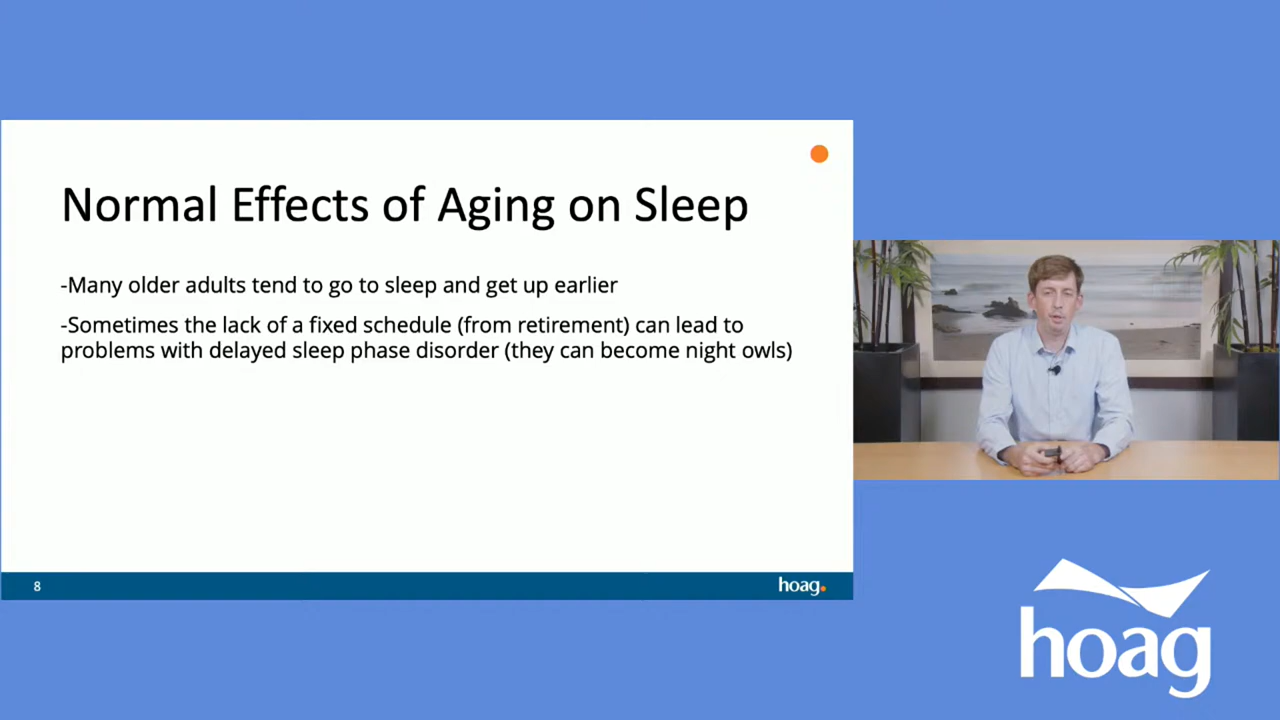 Normal Effects of Aging on Sleep
-Many older adults tend to go to sleep and get up earlier
-Sometimes the lack of a fixed schedule (from retirement) can lead to
problems with delayed sleep phase disorder (they can become night owls)
8
hoag.
hoag